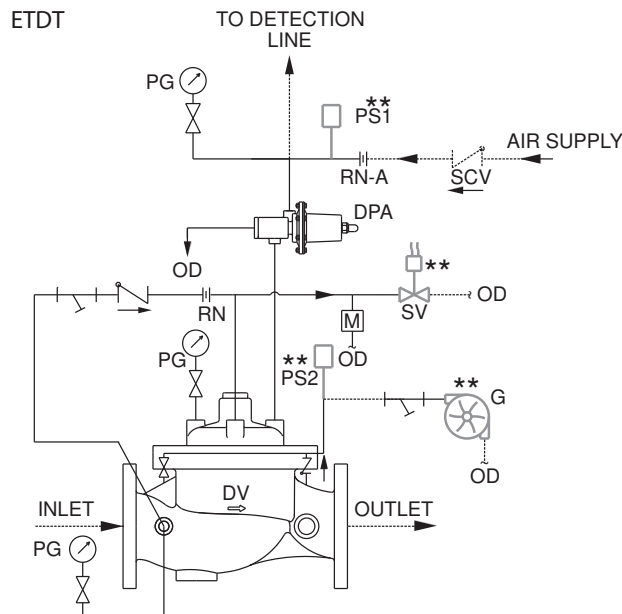 ETDT
TO DETECTION
LINE
PG
**
PS1
AIR SUPPLY
RN-A
SCV
DPA
OD
**
RN
SV
OD
M
PG
**
PS2
OD
**
G
OD
DV
INLET
OUTLET
PG